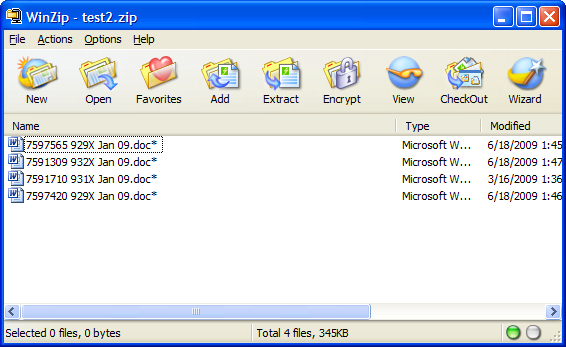 WinZip - test2.zip
File Actions Options Help
New Open Favorites Add Extract Encrypt View CheckOut Wizard
Name Type Modified
7597565 929X Jan 09.doc* Microsoft W... 6/18/2009 1:45
7591309 932X Jan 09.doc* Microsoft W... 6/18/2009 1:47
7591710 931X Jan 09.doc* Microsoft W... 3/16/2009 1:36
7597420 929X Jan 09.doc* Microsoft W... 6/18/2009 1:46
Selected 0 files, 0 bytes Total 4 files, 345KB